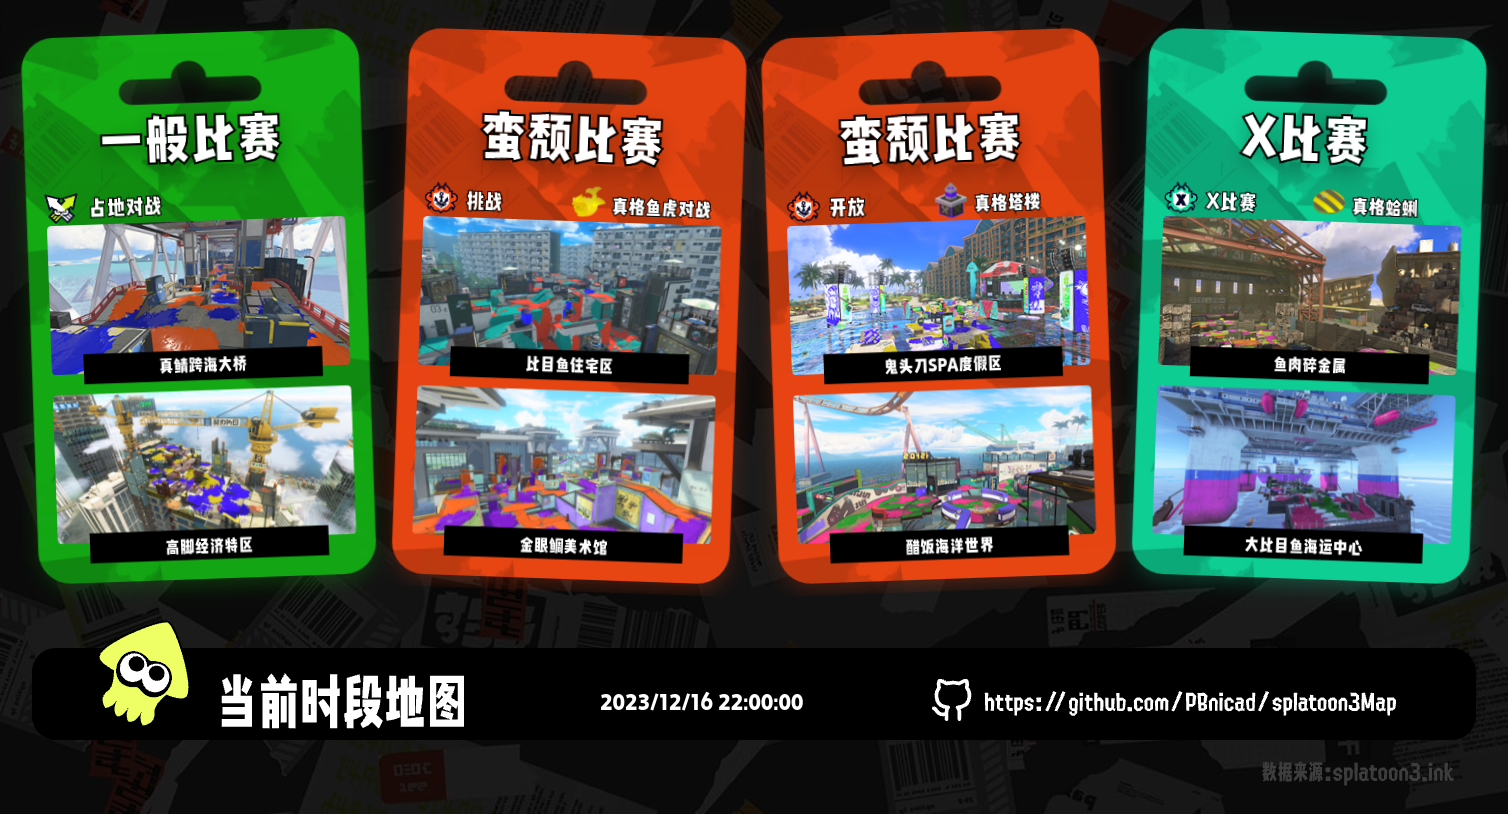 一般比赛
占地对战
真鲭跨海大桥
高脚经济特区
蛮颓比赛
挑战
真格鱼虎对战
比目鱼住宅区
金眼鲷美术馆
蛮颓比赛
开放
真格塔楼
鬼头刀SPA度假区
醋饭海洋世界
X比赛
X比赛
真格蛤蜊
鱼肉碎金属
大比目鱼海运中心
当前时段地图
2023/12/16 22:00:00
https://github.com/PBnicad/splatoon3Map
数据来源:splatoon3.ink